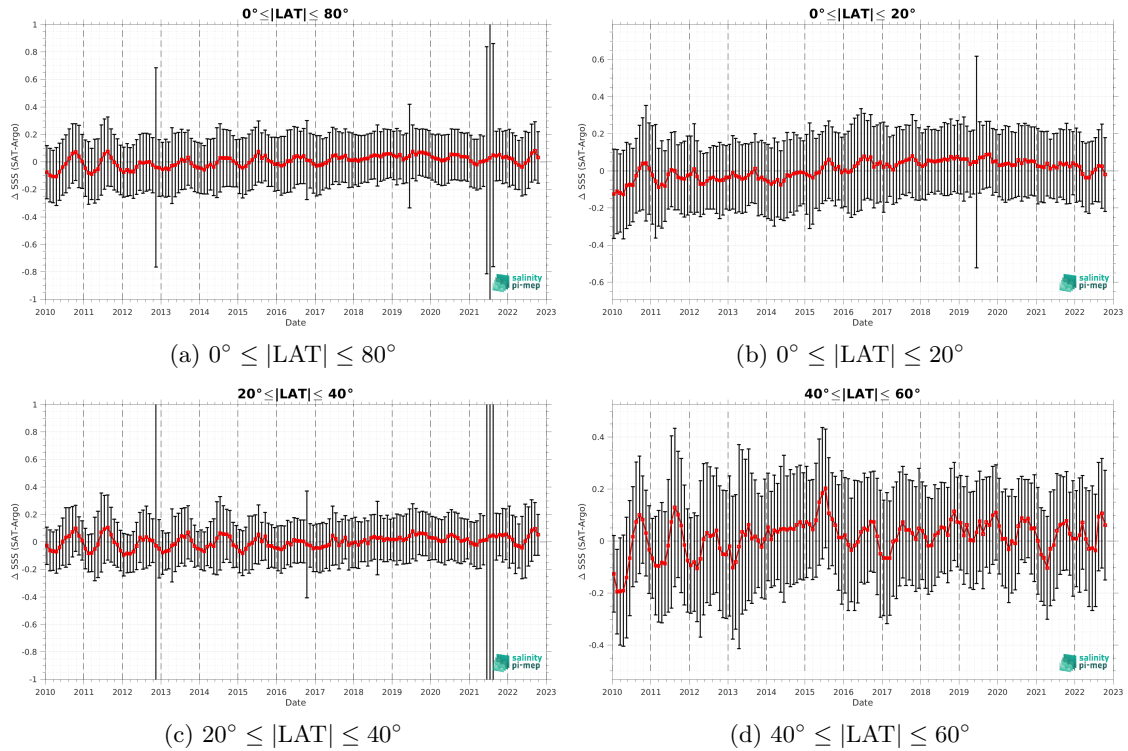 0°≤|LAT|≤ 80°
Δ SSS (SAT-Argo)
1
0.8
0.6
0.4
0.2
0
-0.2
-0.4
-0.6
-0.8
-1
2010 2011 2012 2013 2014 2015 2016 2017 2018 2019 2020 2021 2022 2023
Date
salinity
pi-mep
(a) 0° ≤ |LAT| ≤ 80°
0°≤|LAT|≤ 20°
Δ SSS (SAT-Argo)
0.6
0.4
0.2
0
-0.2
-0.4
-0.6
2010 2011 2012 2013 2014 2015 2016 2017 2018 2019 2020 2021 2022 2023
Date
salinity
pi-mep
(b) 0° ≤ |LAT| ≤ 20°
20°≤|LAT|≤ 40°
Δ SSS (SAT-Argo)
1
0.8
0.6
0.4
0.2
0
-0.2
-0.4
-0.6
-0.8
-1
2010 2011 2012 2013 2014 2015 2016 2017 2018 2019 2020 2021 2022 2023
Date
salinity
pi-mep
(c) 20° ≤ |LAT| ≤ 40°
40°≤|LAT|≤ 60°
Δ SSS (SAT-Argo)
0.4
0.2
0
-0.2
-0.4
2010 2011 2012 2013 2014 2015 2016 2017 2018 2019 2020 2021 2022 2023
Date
salinity
pi-mep
(d) 40° ≤ |LAT| ≤ 60°